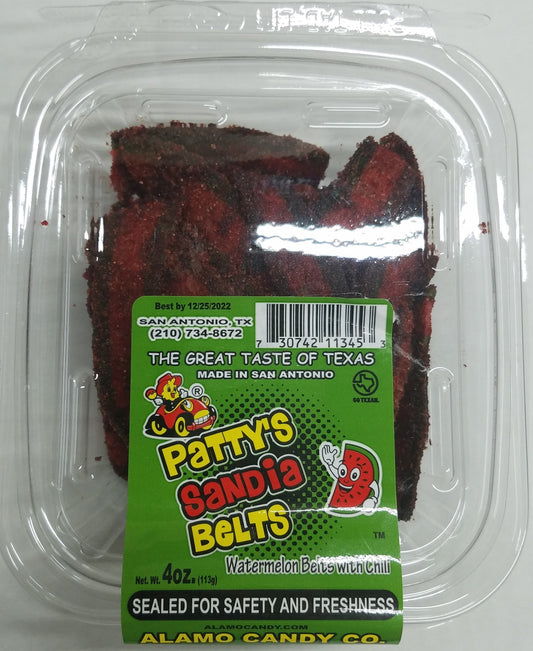 Best by 12/25/2022
SAN ANTONIO, TX
(210) 734-8672
7 30742 11345 3
THE GREAT TASTE OF TEXAS
MADE IN SAN ANTONIO
GO TEXAN.
®
PATTY'S
SANDIA
BELTS
TM
Watermelon Belts with Chili
Net. Wt. 4oz. (113g)
SEALED FOR SAFETY AND FRESHNESS
ALAMOCANDY.COM
ALAMO CANDY CO.